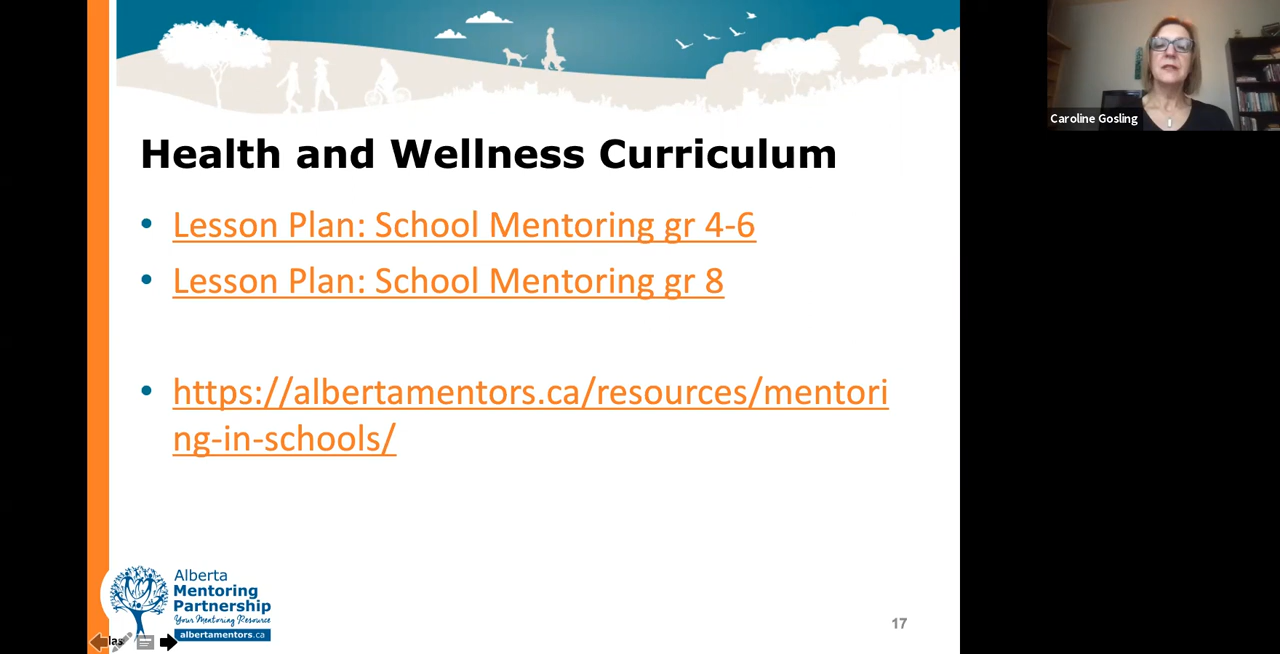 Caroline Gosling
Health and Wellness Curriculum
• Lesson Plan: School Mentoring gr 4-6
• Lesson Plan: School Mentoring gr 8
• https://albertamentors.ca/resources/mentori
ng-in-schools/
Alberta
Mentoring
Partnership
Your Mentoring Resource
albertamentors.ca
las
17